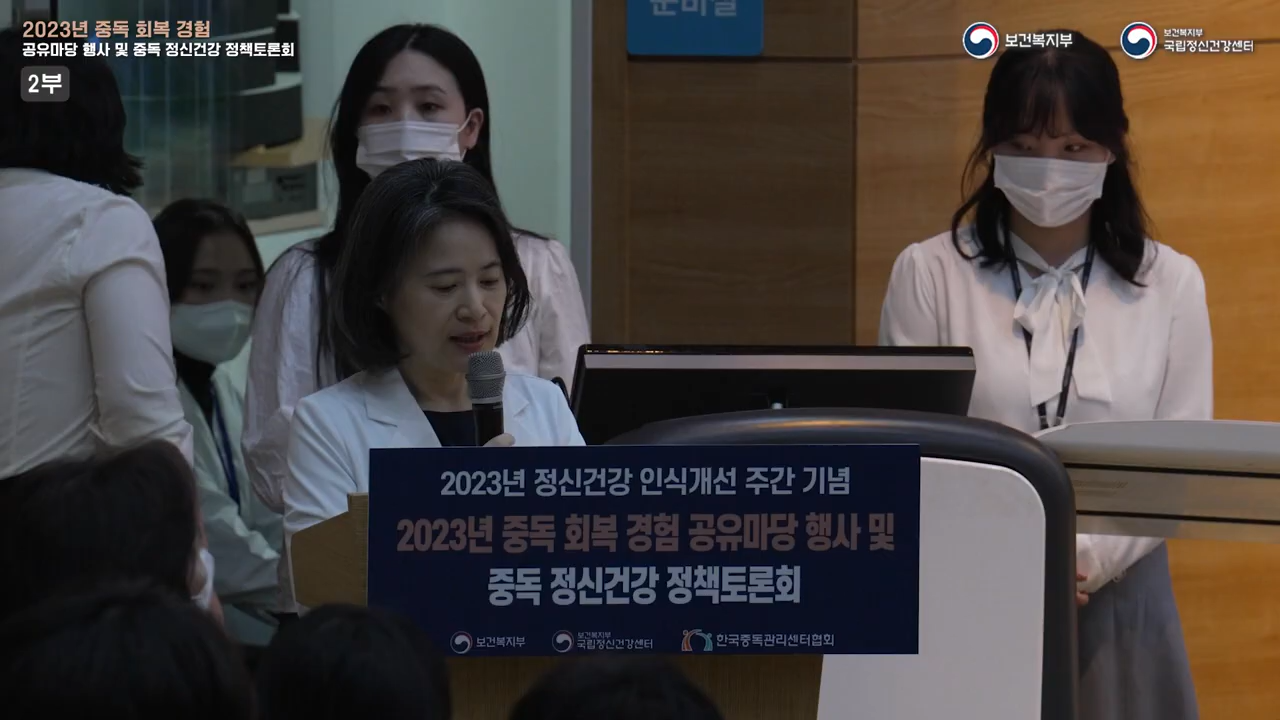 2023년 중독 회복 경험
공유마당 행사 및 중독 정신건강 정책토론회
2부
준비실
보건복지부
보건복지부
국립정신건강센터
2023년 정신건강 인식개선 주간 기념
2023년 중독 회복 경험 공유마당 행사 및
중독 정신건강 정책토론회
보건복지부
보건복지부
국립정신건강센터
한국중독관리센터협회